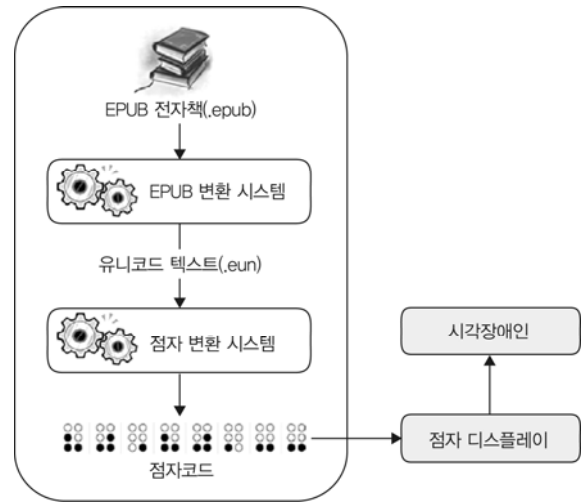 EPUB 전자책(.epub)
EPUB 변환 시스템
유니코드 텍스트(.eun)
점자 변환 시스템
점자코드
시각장애인
점자 디스플레이